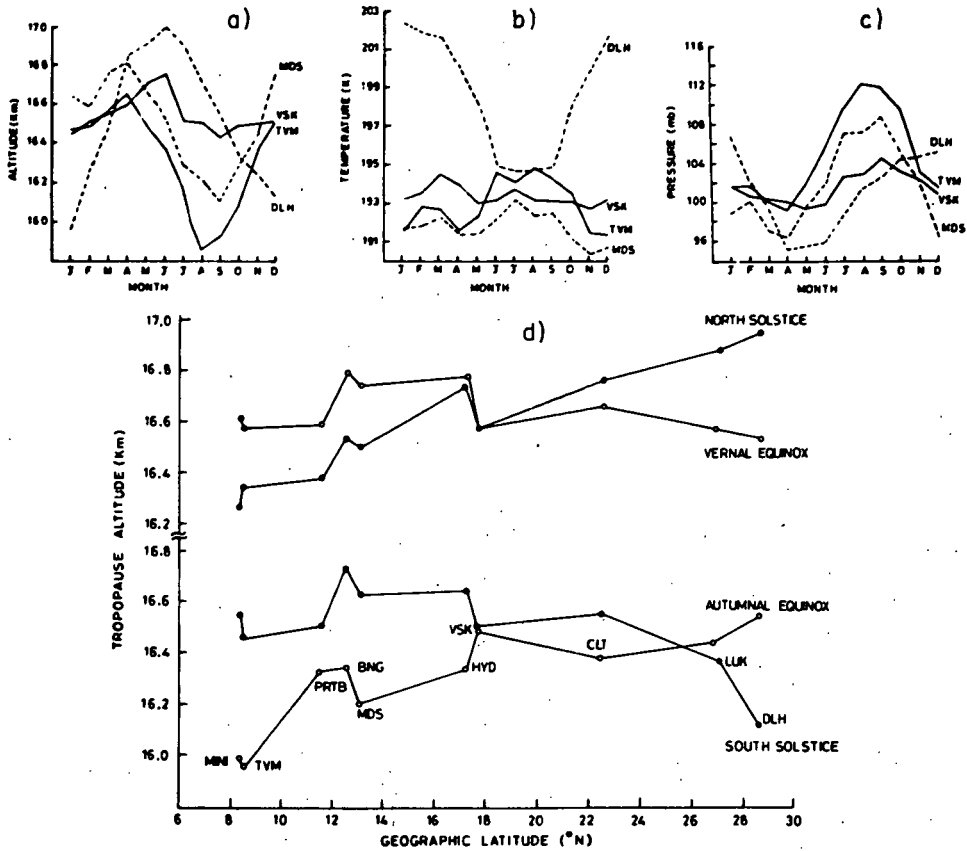 a)
ALTITUDE (Km)
170
168
166
164
162
160
J F M A M J J A S O N D
MONTH
MDS
VSK
TVM
DLH
b)
TEMPERATURE (K)
203
201
199
197
195
193
191
J F M A M J J A S O N D
MONTH
DLH
VSK
TVM
MDS
c)
PRESSURE (mb)
116
112
108
104
100
96
J F M A M J J A S O N D
MONTH
DLH
TVM
VSK
MDS
d)
TROPOPAUSE ALTITUDE (Km)
17.0
16.8
16.6
16.4
16.2
16.6
16.4
16.2
16.0
NORTH SOLSTICE
VERNAL EQUINOX
AUTUMNAL EQUINOX
SOUTH SOLSTICE
MINI
TVM
PRTB
BNG
MDS
HYD
VSK
CLT
LUK
DLH
6 8 10 12 14 16 18 20 22 24 26 28 30
GEOGRAPHIC LATITUDE (°N)